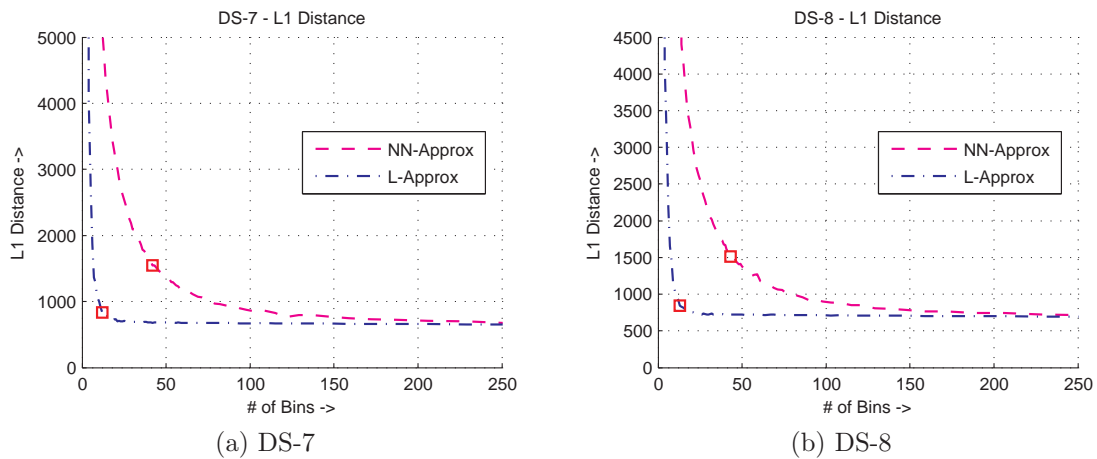 DS-7 - L1 Distance
5000
4000
3000
2000
1000
0
L1 Distance ->
NN-Approx
L-Approx
0 50 100 150 200 250
# of Bins ->
(a) DS-7
DS-8 - L1 Distance
4500
4000
3500
3000
2500
2000
1500
1000
500
0
L1 Distance ->
NN-Approx
L-Approx
0 50 100 150 200 250
# of Bins ->
(b) DS-8